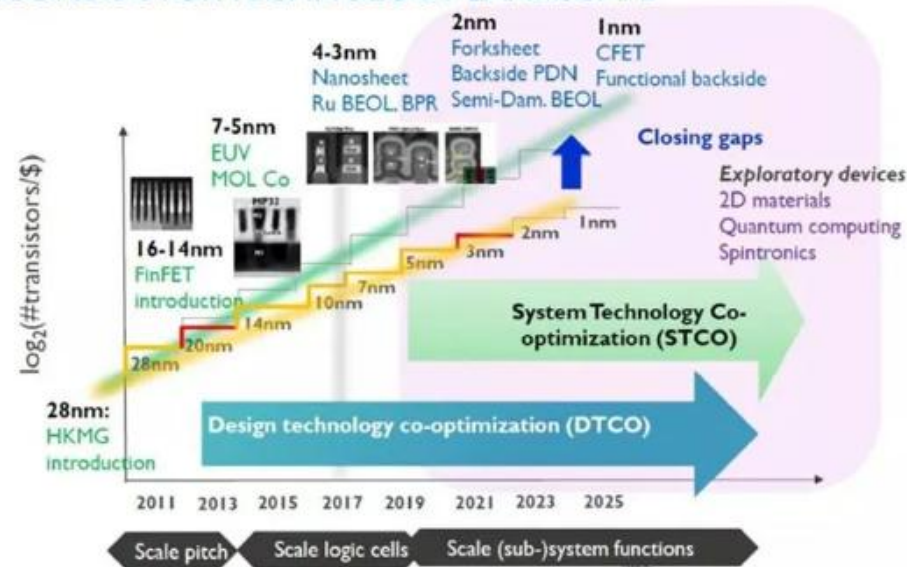 2nm
Forksheet
Backside PDN
Semi-Dam. BEOL
1nm
CFET
Functional backside
4-3nm
Nanosheet
Ru BEOL, BPR
7-5nm
EUV
MOL Co
Closing gaps
Exploratory devices
2D materials
Quantum computing
Spintronics
MP32
16-14nm
FinFET
introduction
log2(#transistors/$)
28nm
20nm
14nm
10nm
7nm
5nm
3nm
2nm
1nm
System Technology Co-
optimization (STCO)
28nm:
HKMG
introduction
Design technology co-optimization (DTCO)
2011 2013 2015 2017 2019 2021 2023 2025
Scale pitch
Scale logic cells
Scale (sub-)system functions